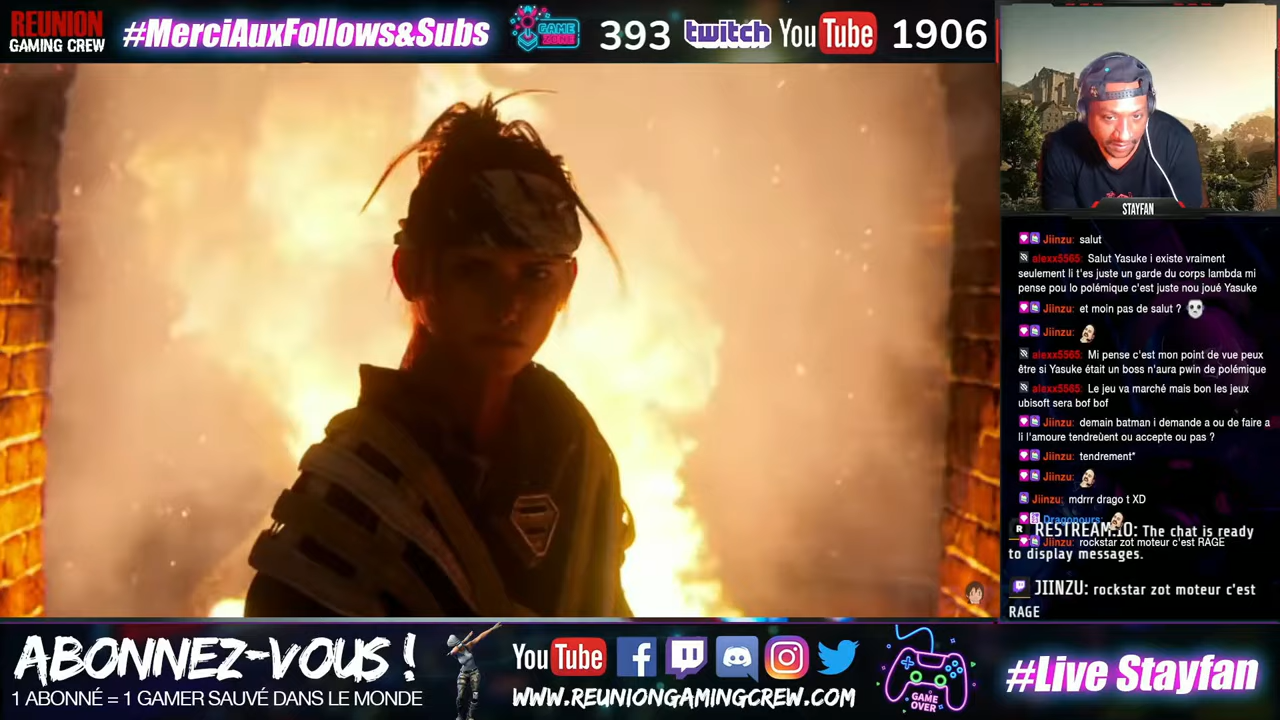 REUNION
GAMING CREW
#MerciAuxFollows&Subs
GAME
ZONE
393
twitch
YouTube
1906
STAYFAN
Jiinzu: salut
alexx5565: Salut Yasuke i existe vraiment
seulement li t'es juste un garde du corps lambda mi
pense pou lo polémique c'est juste nou joué Yasuke
Jiinzu: et moin pas de salut ?
Jiinzu:
alexx5565: Mi pense c'est mon point de vue peux
être si Yasuke était un boss n'aura pwin de polémique
alexx5565: Le jeu va marché mais bon les jeux
ubisoft sera bof bof
Jiinzu: demain batman i demande a ou de faire a
li l'amoure tendreùent ou accepte ou pas ?
Jiinzu: tendrement*
Jiinzu:
Jiinzu: mdrrr drago t XD
Dragonours:
R RESTREAM.IO: The chat is ready
Jiinzu: rockstar zot moteur c'est RAGE
to display messages.
JIINZU: rockstar zot moteur c'est
RAGE
ABONNEZ-VOUS !
1 ABONNÉ = 1 GAMER SAUVÉ DANS LE MONDE
YouTube
WWW.REUNIONGAMINGCREW.COM
GAME
OVER
#Live Stayfan